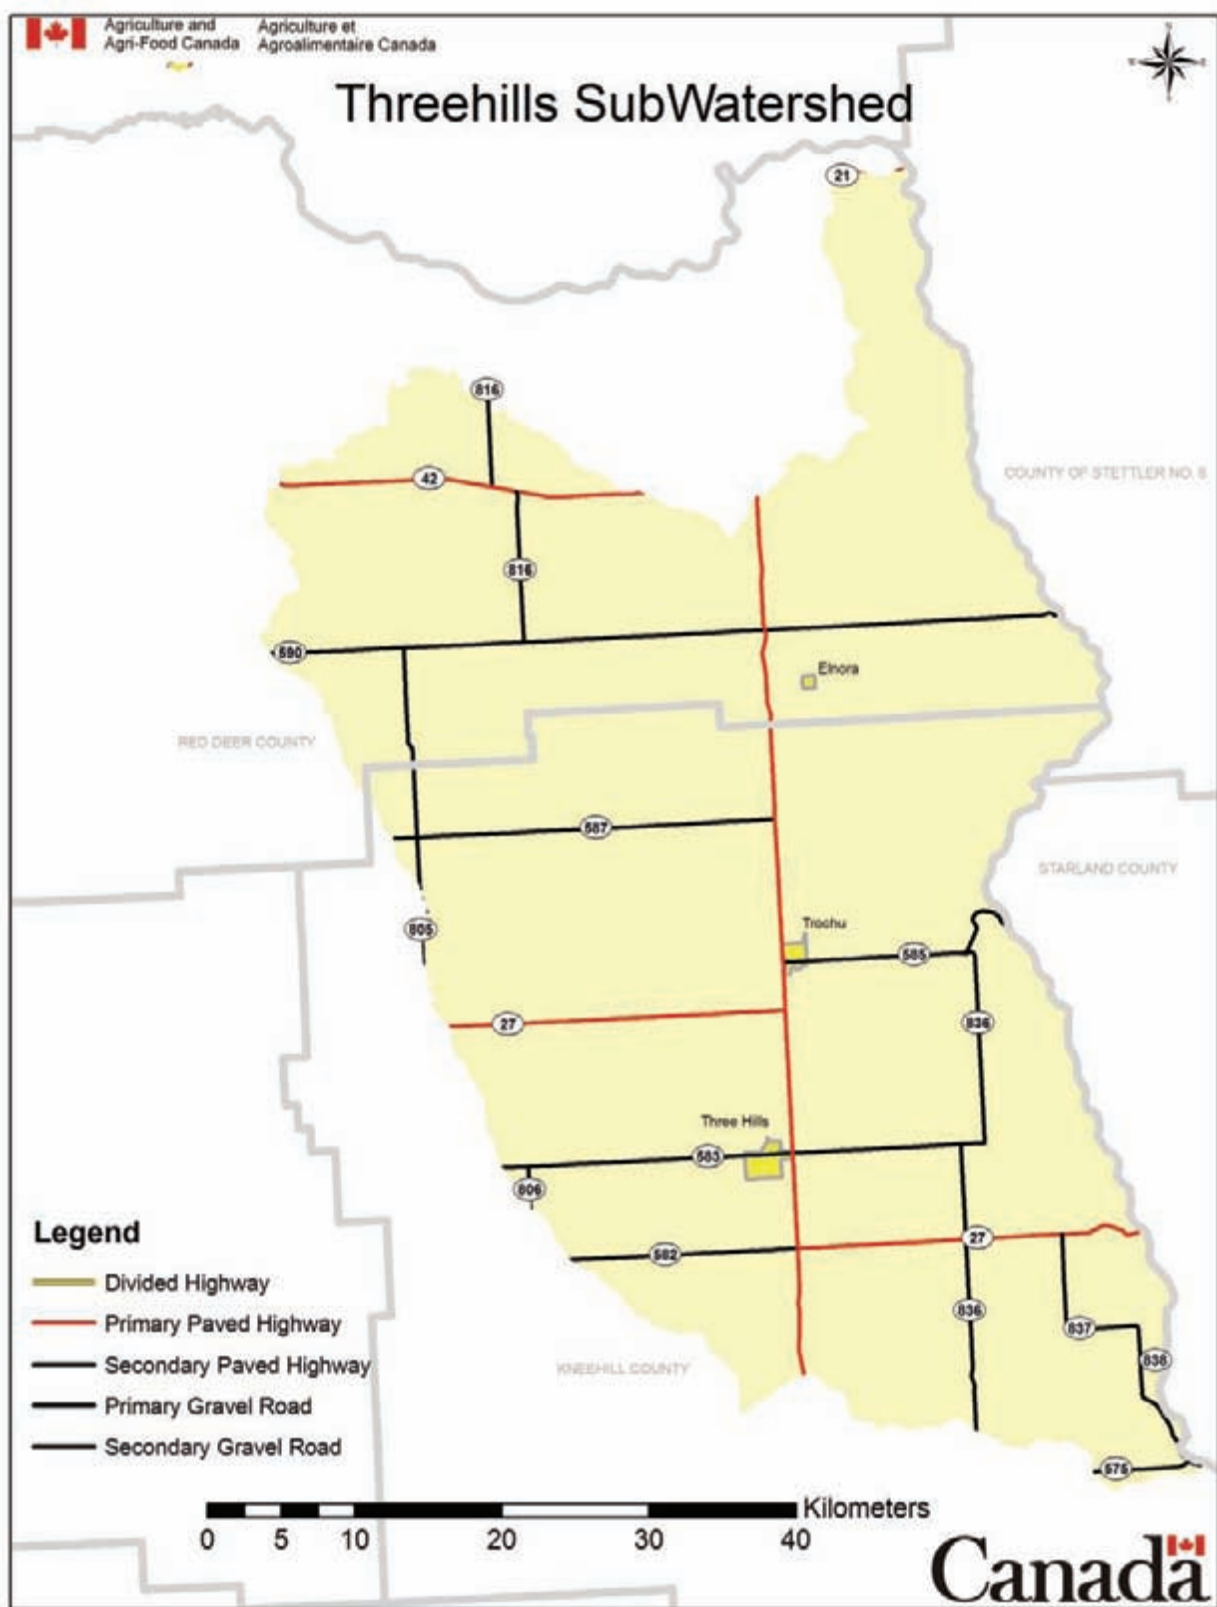 Agriculture and
Agri-Food Canada
Agriculture et
Agroalimentaire Canada
Threehills SubWatershed
21
816
42
COUNTY OF STETTLER NO. 6
816
590
Elnora
RED DEER COUNTY
587
STARLAND COUNTY
Trochu
805
585
27
836
Three Hills
583
806
27
582
836
837
838
KNEEHILL COUNTY
575
Legend
Divided Highway
Primary Paved Highway
Secondary Paved Highway
Primary Gravel Road
Secondary Gravel Road
Kilometers
0 5 10 20 30 40
Canada